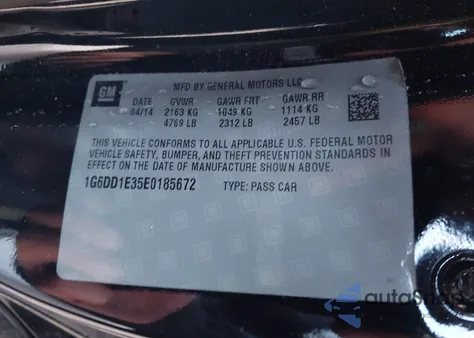 GM
MFD BY GENERAL MOTORS LLC
DATE GVWR GAWR FRT GAWR RR
04/14 2163 KG 1049 KG 1114 KG
4769 LB 2312 LB 2457 LB
THIS VEHICLE CONFORMS TO ALL APPLICABLE U.S. FEDERAL MOTOR
VEHICLE SAFETY, BUMPER, AND THEFT PREVENTION STANDARDS IN
EFFECT ON THE DATE OF MANUFACTURE SHOWN ABOVE.
1G6DD1E35E0185672 TYPE: PASS CAR